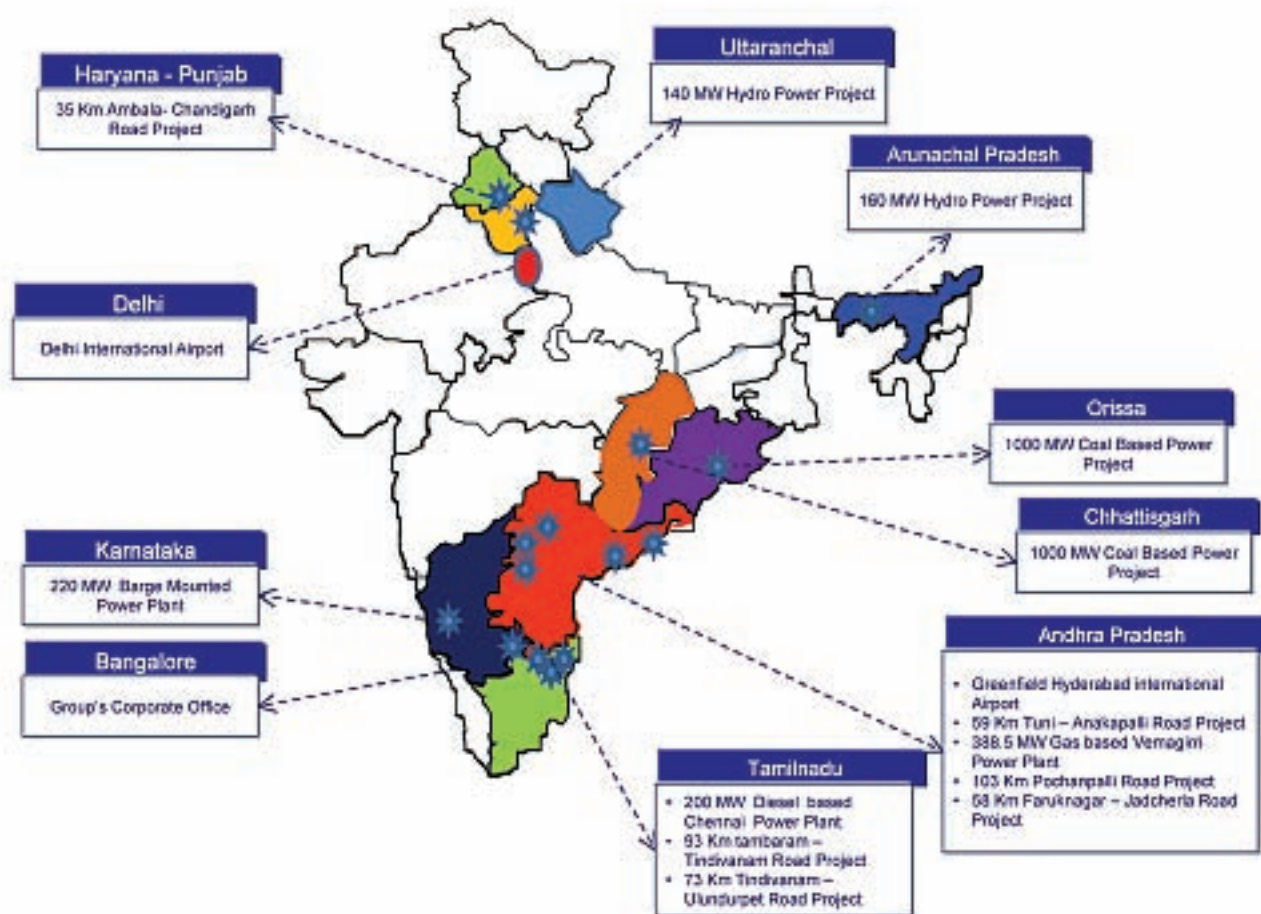 Uttaranchal
140 MW Hydro Power Project
Haryana - Punjab
35 Km Ambala- Chandigarh
Road Project
Arunachal Pradesh
160 MW Hydro Power Project
Delhi
Delhi International Airport
Orissa
1000 MW Coal Based Power
Project
Chhattisgarh
1000 MW Coal Based Power
Project
Karnataka
220 MW Barge Mounted
Power Plant
Bangalore
Group's Corporate Office
Andhra Pradesh
• Greenfield Hyderabad international
Airport
• 59 Km Tuni – Anakapalli Road Project
• 388.5 MW Gas based Vemagiri
Power Plant
• 103 Km Pochanpalli Road Project
• 58 Km Faruknagar – Jadcherla Road
Project
Tamilnadu
• 200 MW Diesel based
Chennai Power Plant
• 93 Km tambaram –
Tindivanam Road Project
• 73 Km Tindivanam –
Ulundurpet Road Project